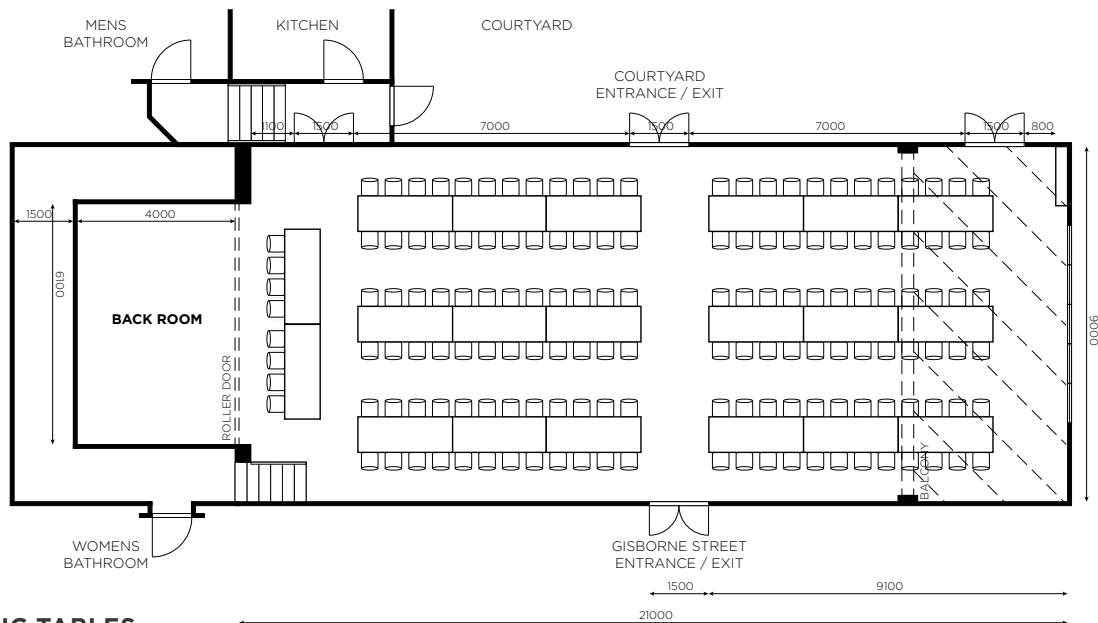 MENS
BATHROOM
KITCHEN
COURTYARD
COURTYARD
ENTRANCE / EXIT
1100
1500
7000
1500
7000
1500
800
1500
4000
6100
BACK ROOM
ROLLER DOOR
BALCONY
9000
WOMENS
BATHROOM
GISBORNE STREET
ENTRANCE / EXIT
1500
9100
21000
TABLES